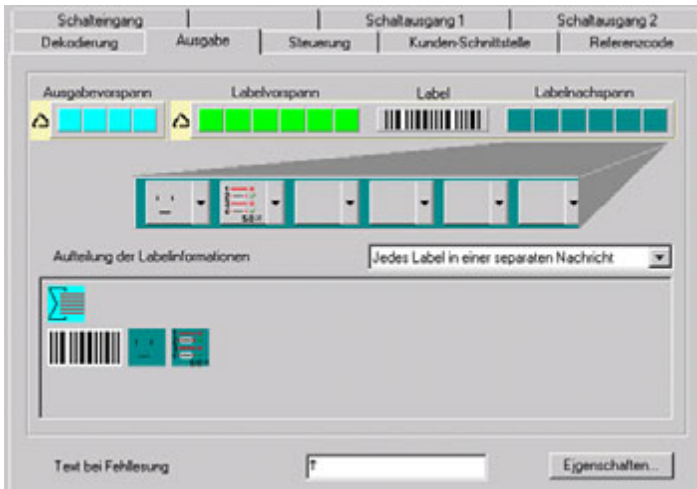 Schalteingang Schaltausgang 1 Schaltausgang 2
Dekodierung Ausgabe Steuerung Kunden-Schnittstelle Referenzcode
Ausgabevorspann Labelvorspann Label Labelnachspann
Aufteilung der Labelinformationen Jedes Label in einer separaten Nachricht
Text bei Fehllesung Eigenschaften...